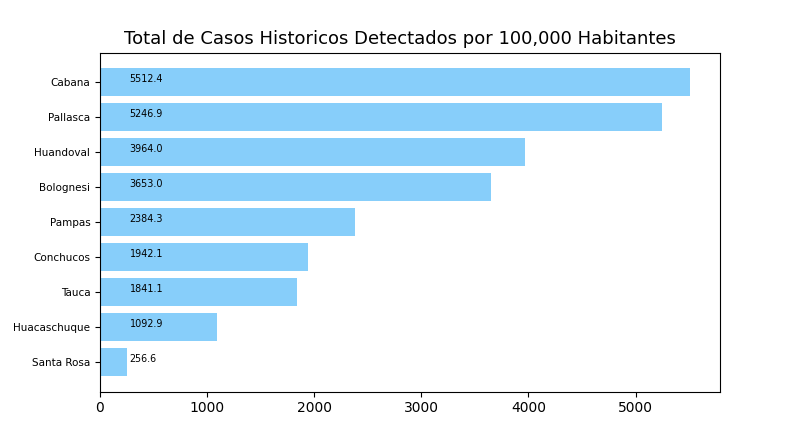 Total de Casos Historicos Detectados por 100,000 Habitantes
Cabana 5512.4
Pallasca 5246.9
Huandoval 3964.0
Bolognesi 3653.0
Pampas 2384.3
Conchucos 1942.1
Tauca 1841.1
Huacaschuque 1092.9
Santa Rosa 256.6
0 1000 2000 3000 4000 5000